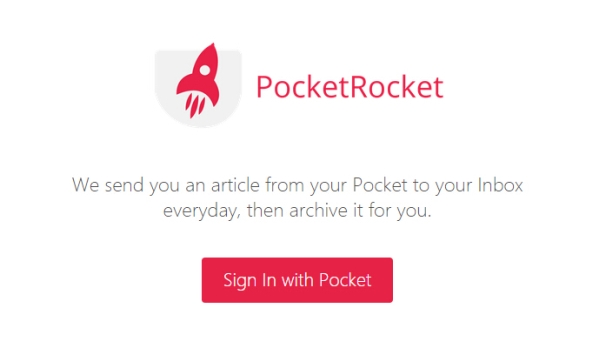 PocketRocket
We send you an article from your Pocket to your Inbox
everyday, then archive it for you.
Sign In with Pocket